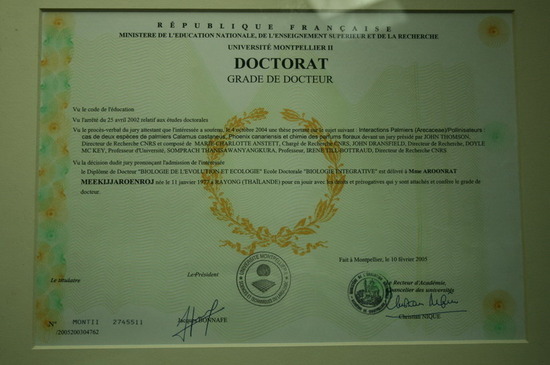 RÉPUBLIQUE FRANÇAISE
MINISTERE DE L'EDUCATION NATIONALE, DE L'ENSEIGNEMENT SUPERIEUR ET DE LA RECHERCHE
UNIVERSITÉ MONTPELLIER II
DOCTORAT
GRADE DE DOCTEUR
Vu le code de l'éducation
Vu l'arrêté du 25 avril 2002 relatif aux études doctorales
Vu le procès-verbal du jury attestant que l'intéressée a soutenu, le 4 octobre 2004 une thèse portant sur le sujet suivant : Interactions Palmiers (Arecaceae)/Pollinisateurs :
cas de deux espèces de palmiers Calamus castaneus, Phoenix canariensis et chimie des parfums floraux devant un jury présidé par JOHN THOMSON,
Directeur de Recherche CNRS et composé de MARIE-CHARLOTTE ANSTETT, Chargé de Recherche CNRS, JOHN DRANSFIELD, Directeur de Recherche, DOYLE
MCKEY, Professeur d'Université, SOMPRACH THANISAWANYANGKURA, Professeur, IRENE TILL-BOTTRAUD, Directeur de Recherche CNRS
Vu la décision dudit jury prononçant l'admission de l'intéressée
le Diplôme de Docteur "BIOLOGIE DE L'EVOLUTION ET ECOLOGIE" Ecole Doctorale "BIOLOGIE INTEGRATIVE" est délivré à Mme AROONRAT
MEEKIJJAROENROJ née le 11 janvier 1977 à RAYONG (THAÏLANDE) pour en jouir avec les droits et prérogatives qui y sont attachés et confère le grade de
docteur.
Fait à Montpellier, le 10 février 2005
Le titulaire
Le Président
Le Recteur d'Académie,
Chancelier des universités
Jacques BONNAFE
Christian NIQUE
N° MONTII 2745511
/2005200304762